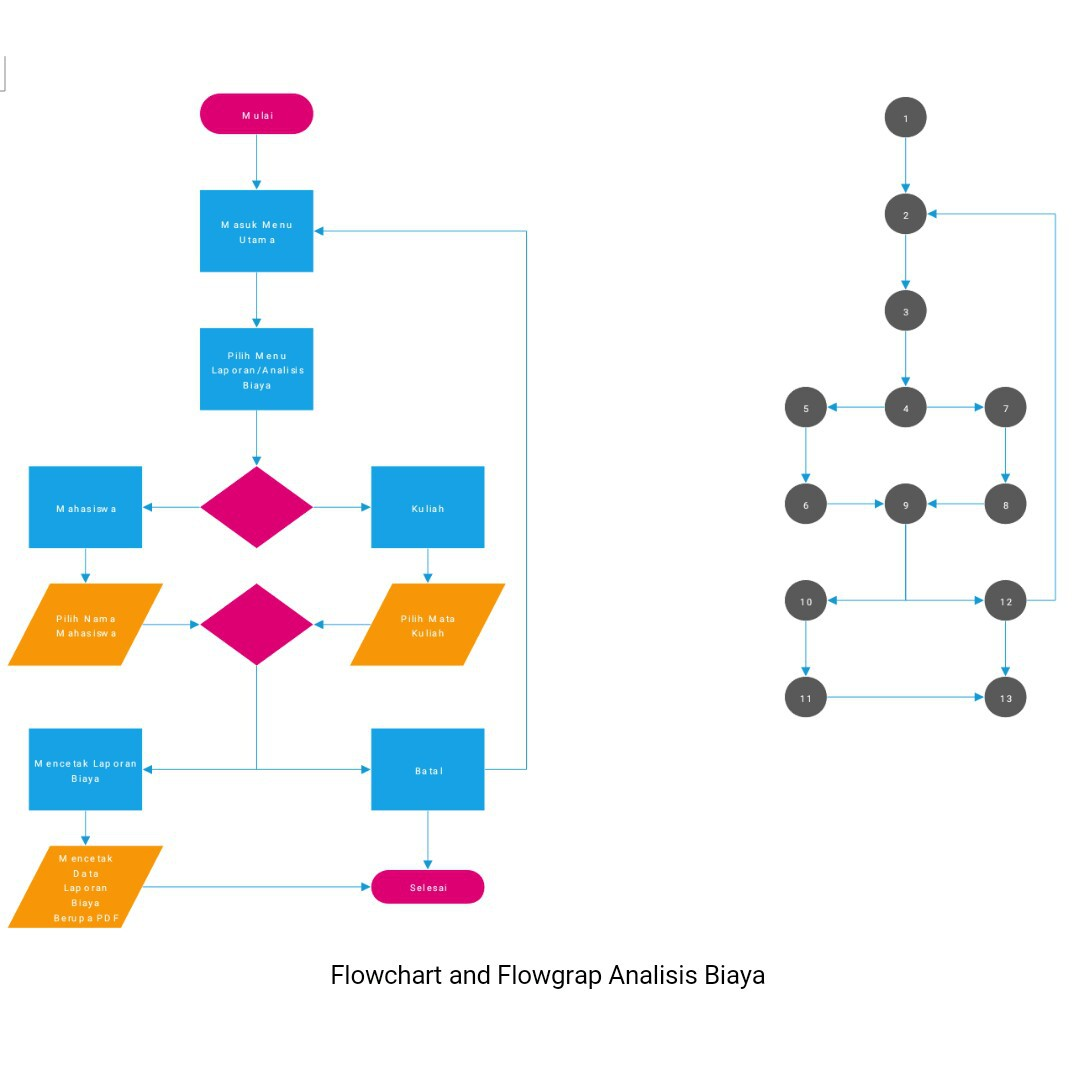 Mulai
Masuk Menu
Utama
Pilih Menu
Laporan/Analisis
Biaya
Mahasiswa
Kuliah
Pilih Nama
Mahasiswa
Pilih Mata
Kuliah
Mencetak Laporan
Biaya
Batal
Mencetak
Data
Laporan
Biaya
Berupa PDF
Selesai
1
2
3
5
4
7
6
9
8
10
12
11
13
Flowchart and Flowgrap Analisis Biaya